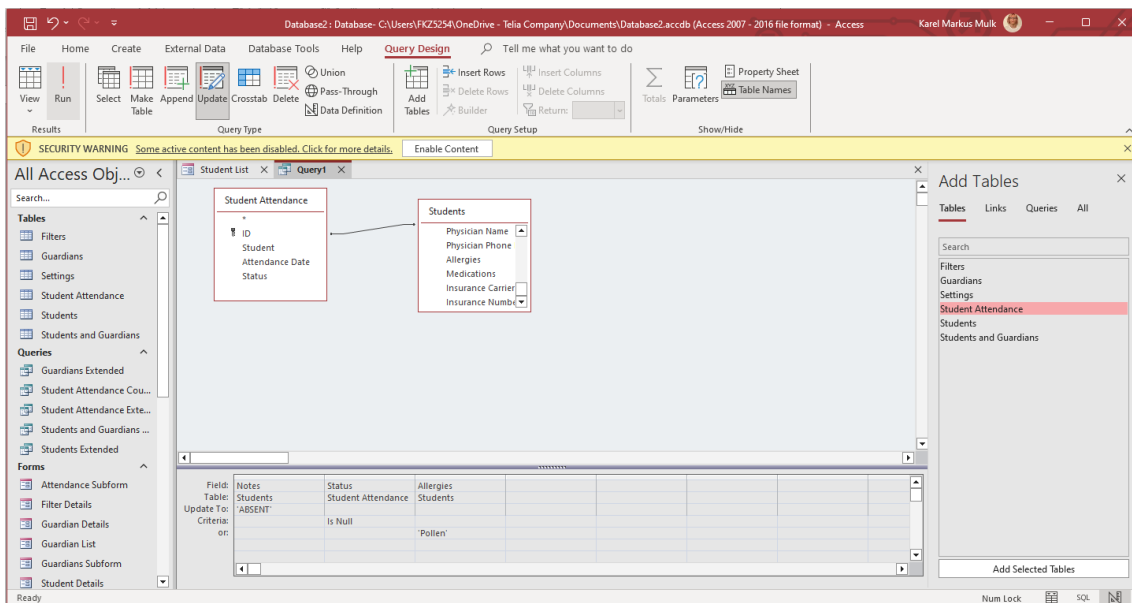 Database2 : Database- C:\Users\FKZ5254\OneDrive - Telia Company\Documents\Database2.accdb (Access 2007 - 2016 file format) - Access
Karel Markus Mulk
File Home Create External Data Database Tools Help Query Design Tell me what you want to do
View
Run
Select
Make Table
Append
Update
Crosstab
Delete
Union
Pass-Through
Data Definition
Add Tables
Insert Rows
Delete Rows
Builder
Insert Columns
Delete Columns
Return:
Totals
Parameters
Property Sheet
Table Names
Results
Query Type
Query Setup
Show/Hide
SECURITY WARNING Some active content has been disabled. Click for more details. Enable Content
All Access Obj...
Search...
Tables
Filters
Guardians
Settings
Student Attendance
Students
Students and Guardians
Queries
Guardians Extended
Student Attendance Cou...
Student Attendance Exte...
Students and Guardians ...
Students Extended
Forms
Attendance Subform
Filter Details
Guardian Details
Guardian List
Guardians Subform
Student Details
Student List
Query1
Student Attendance
*
ID
Student
Attendance Date
Status
Students
Physician Name
Physician Phone
Allergies
Medications
Insurance Carrier
Insurance Numbe
Field: Notes Status Allergies
Table: Students Student Attendance Students
Update To: 'ABSENT'
Criteria: Is Null
or: 'Pollen'
Add Tables
Tables Links Queries All
Search
Filters
Guardians
Settings
Student Attendance
Students
Students and Guardians
Add Selected Tables
Ready
Num Lock
SQL